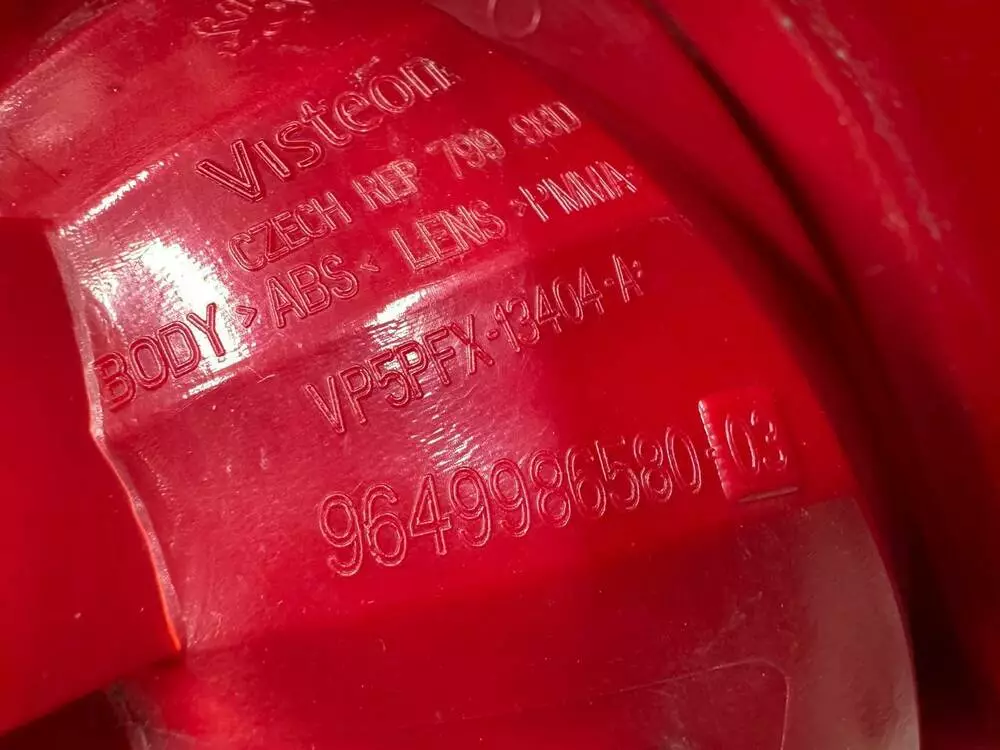 Visteon
CZECH REP 799 98D
BODY >ABS< LENS >PMMA<
VP5PFX-13404-A
9649986580-03